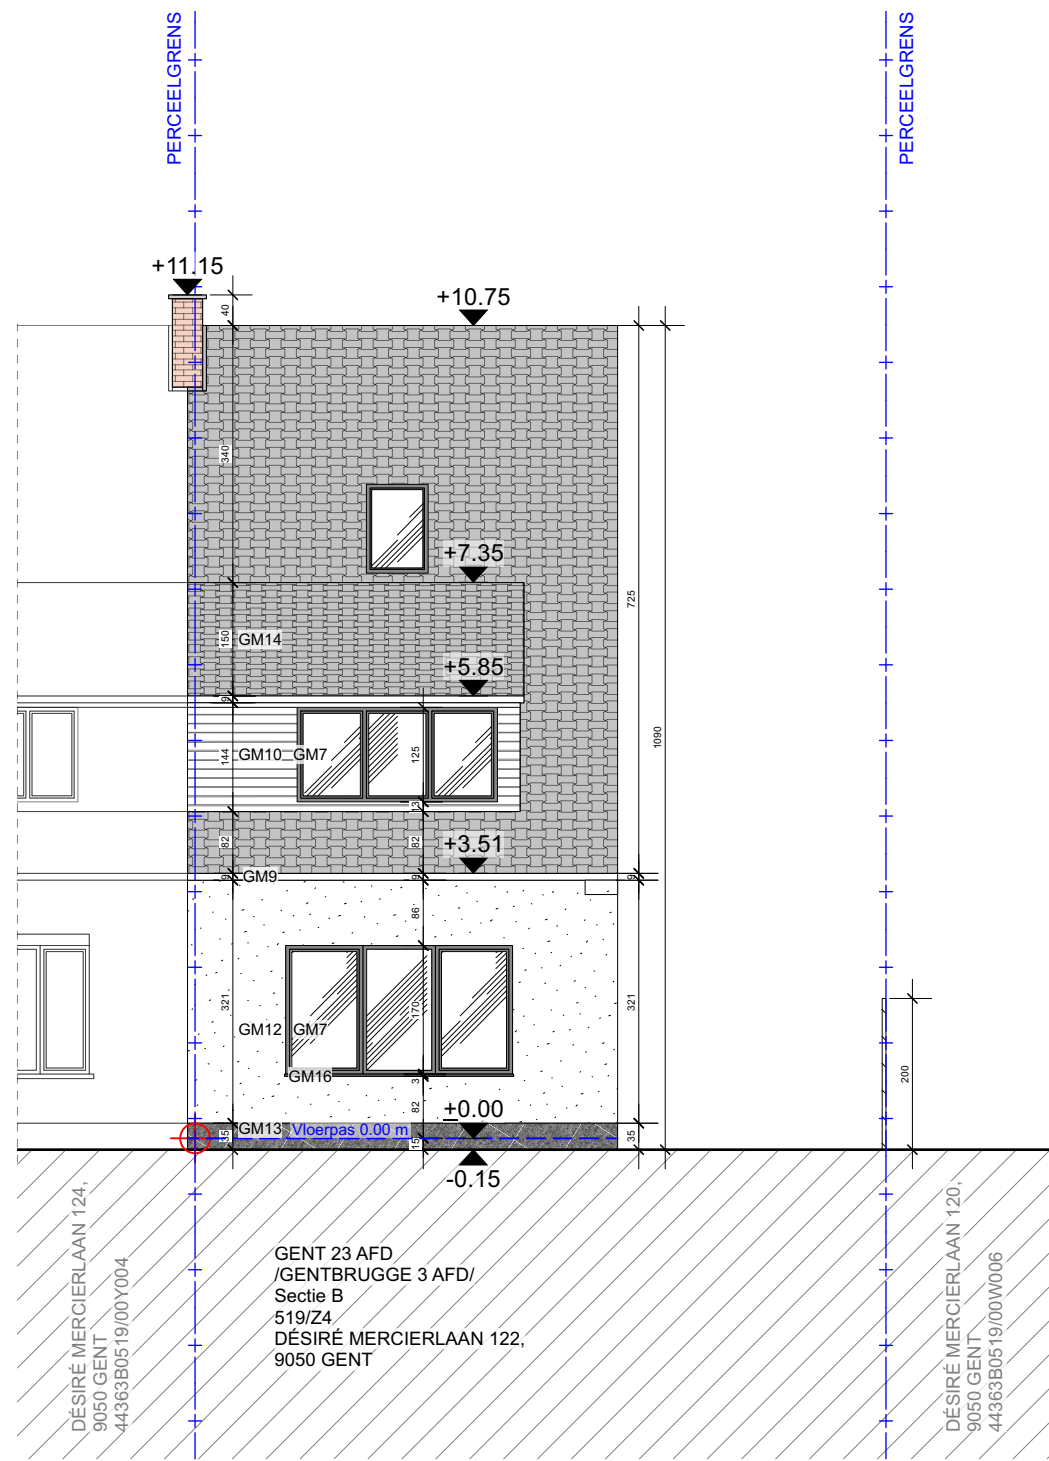 PERCEELGRENS
PERCEELGRENS
+11.15
+10.75
40
340
+7.35
725
150
GM14
+5.85
9
1090
144
GM10
GM7
125
13
82
82
+3.51
9
GM9
9
9
86
321
170
321
GM12
GM7
GM16
3
200
82
+0.00
GM13
Vloerpas 0.00 m
35
15
35
-0.15
DÉSIRÉ MERCIERLAAN 124,
9050 GENT
44363B0519/00Y004
GENT 23 AFD
/GENTBRUGGE 3 AFD/
Sectie B
519/Z4
DÉSIRÉ MERCIERLAAN 122,
9050 GENT
DÉSIRÉ MERCIERLAAN 120,
9050 GENT
44363B0519/00W006